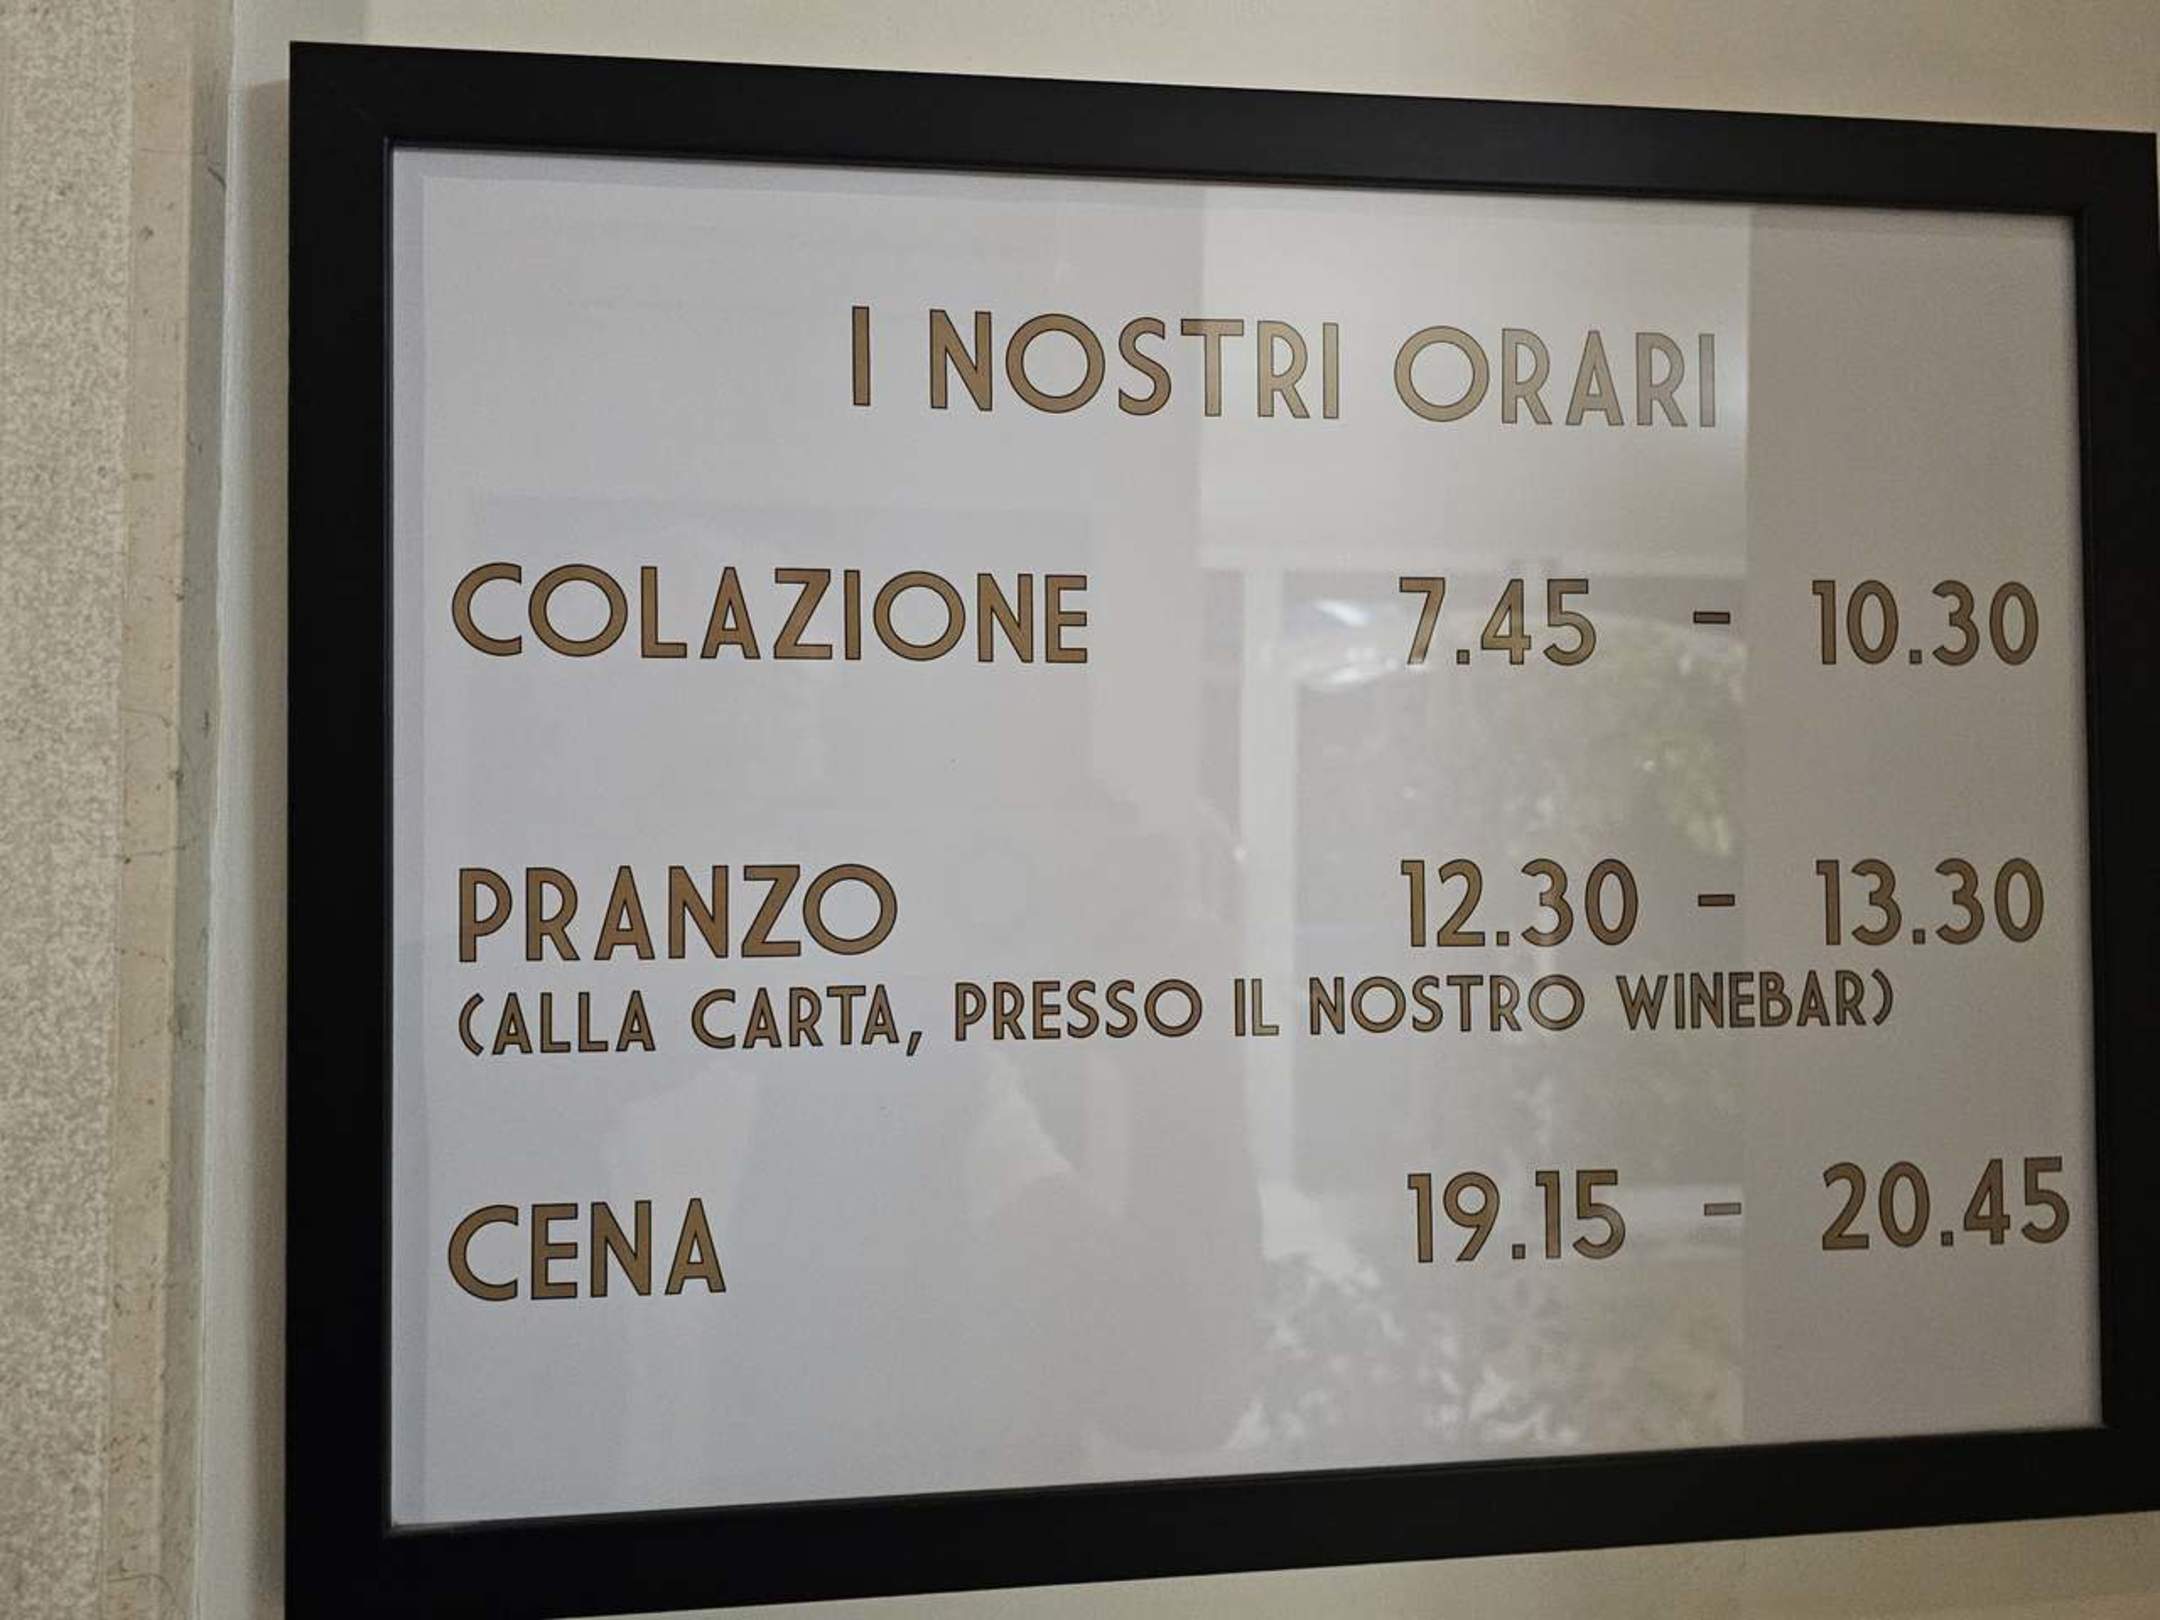 I NOSTRI ORARI
COLAZIONE 7.45 - 10.30
PRANZO 12.30 - 13.30
(ALLA CARTA, PRESSO IL NOSTRO WINEBAR)
CENA 19.15 - 20.45